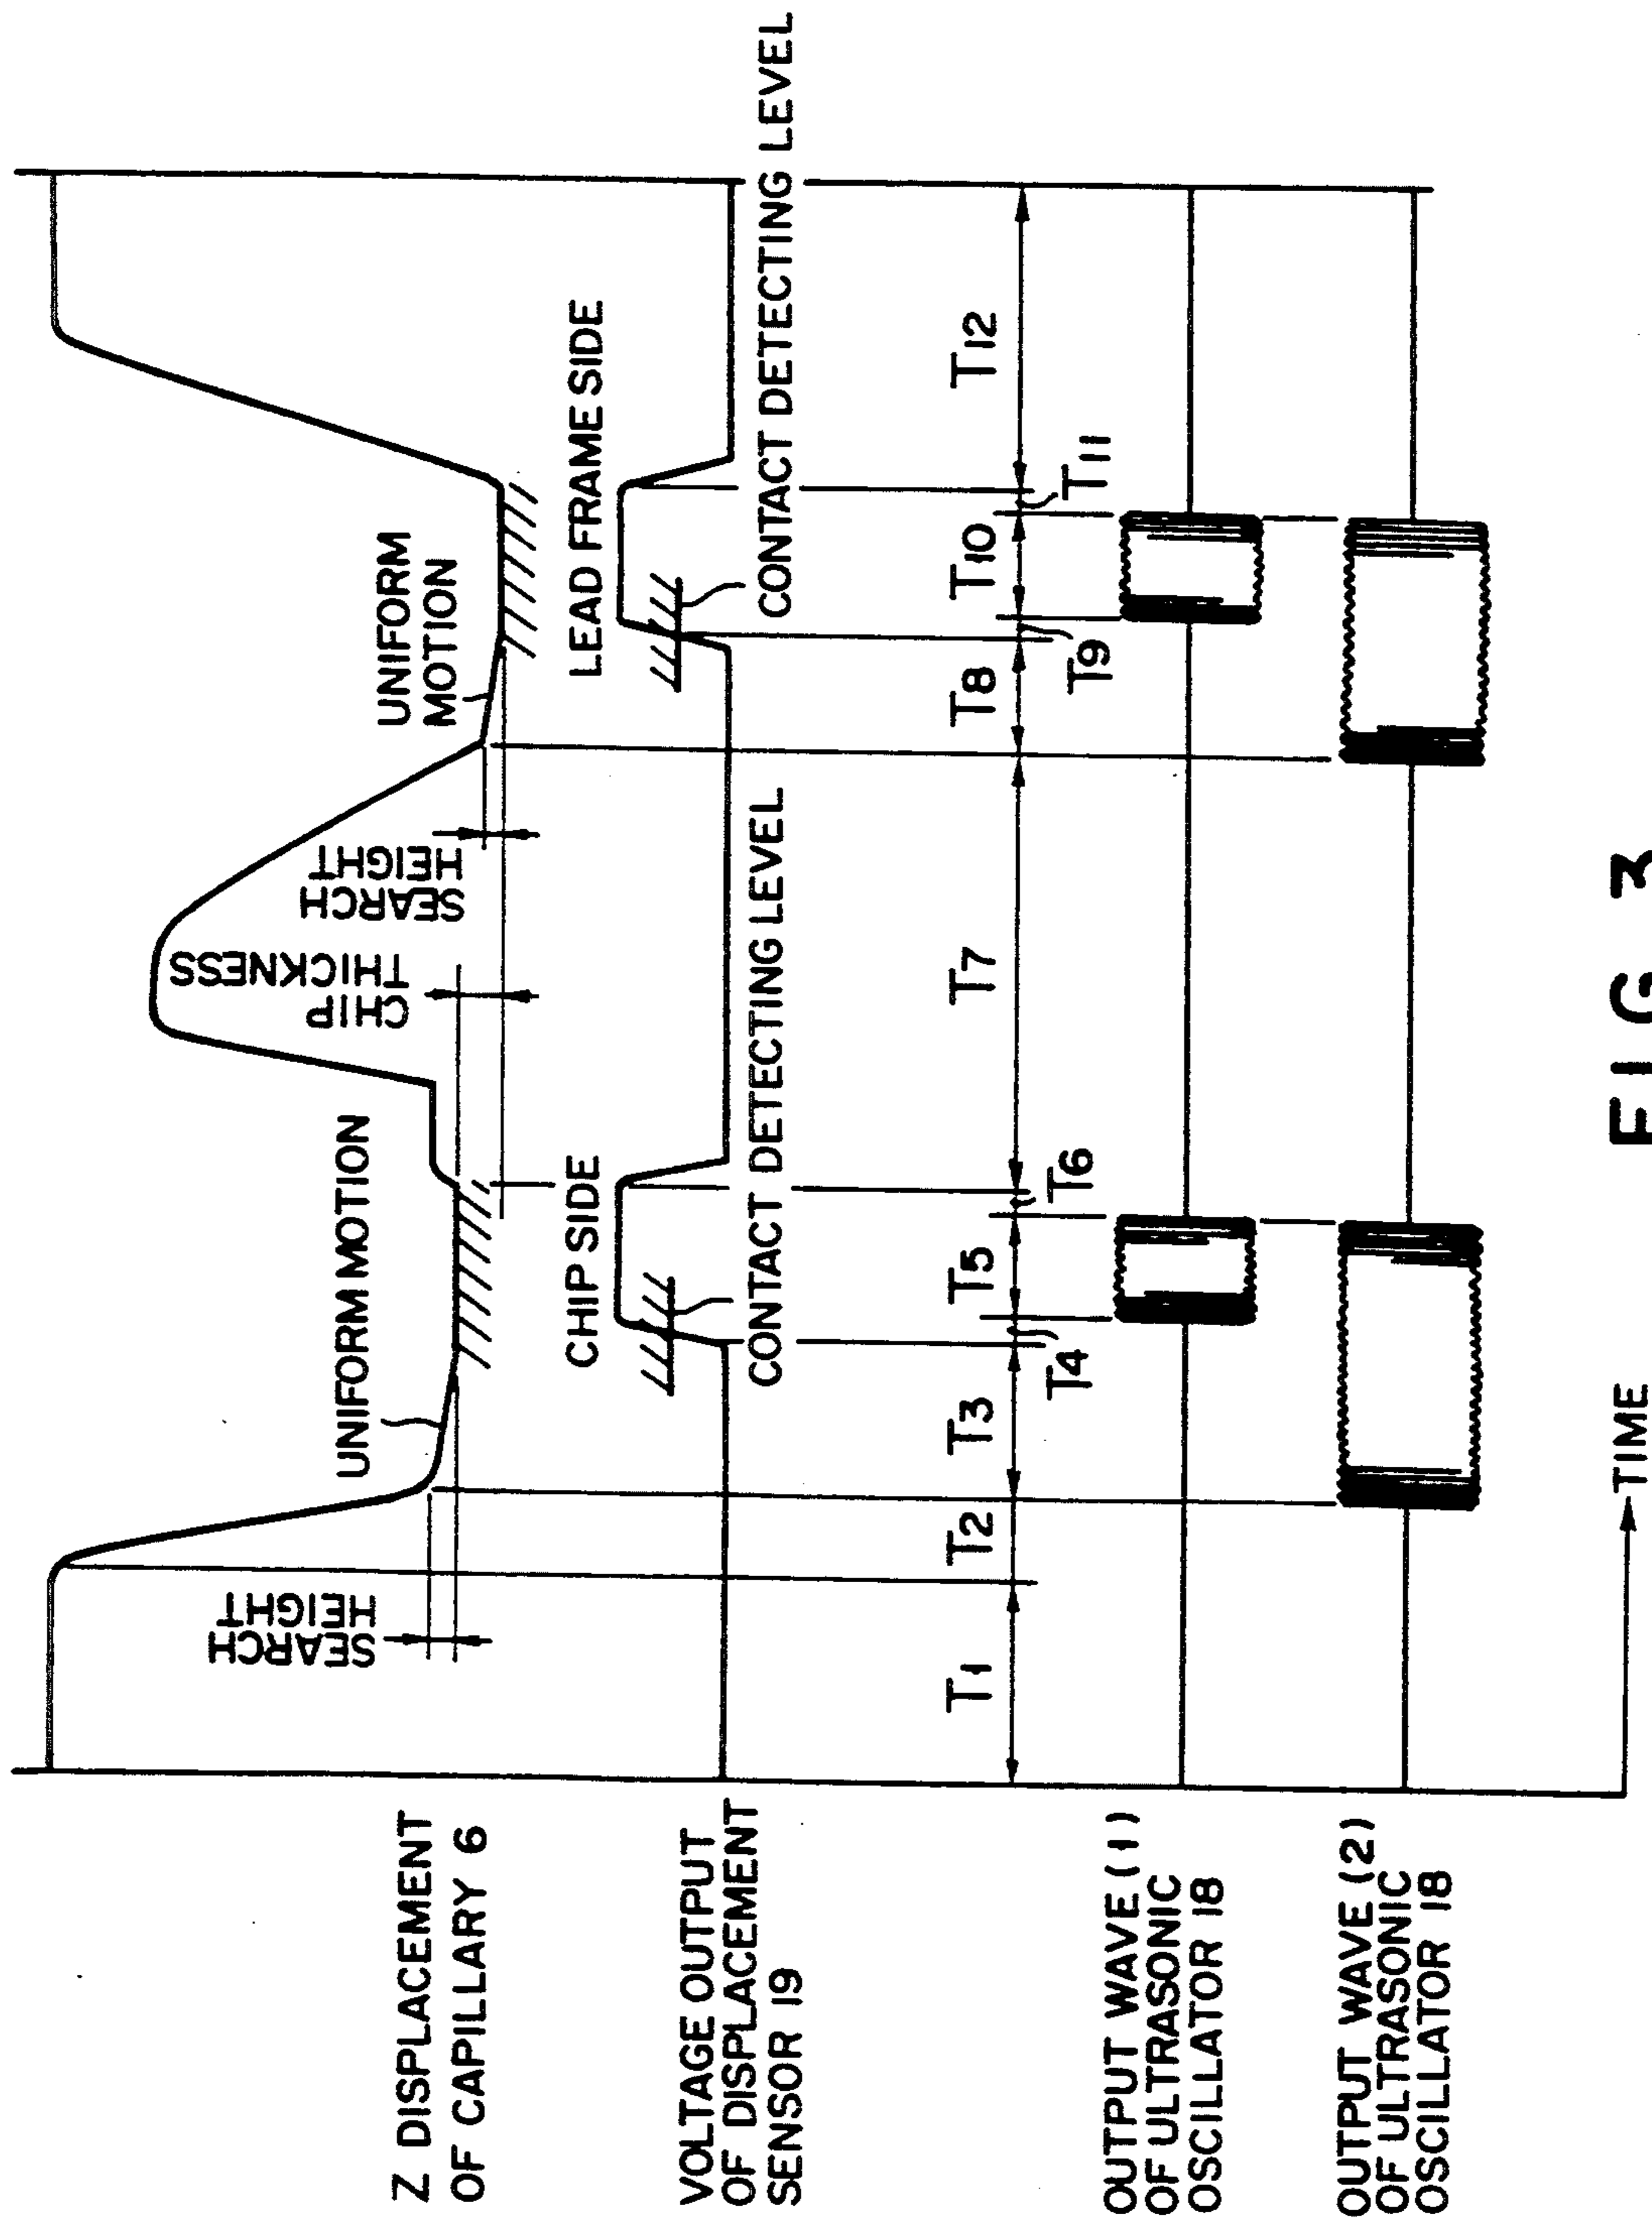 Z DISPLACEMENT
OF CAPILLARY 6
SEARCH
HEIGHT
UNIFORM MOTION
CHIP
THICKNESS
SEARCH
HEIGHT
UNIFORM
MOTION
VOLTAGE OUTPUT
OF DISPLACEMENT
SENSOR 19
CHIP SIDE
CONTACT DETECTING LEVEL
LEAD FRAME SIDE
CONTACT DETECTING LEVEL
T1
T2
T3
T4
T5
T6
T7
T8
T9
T10
T11
T12
OUTPUT WAVE (1)
OF ULTRASONIC
OSCILLATOR 18
OUTPUT WAVE (2)
OF ULTRASONIC
OSCILLATOR 18
TIME
FIG 3